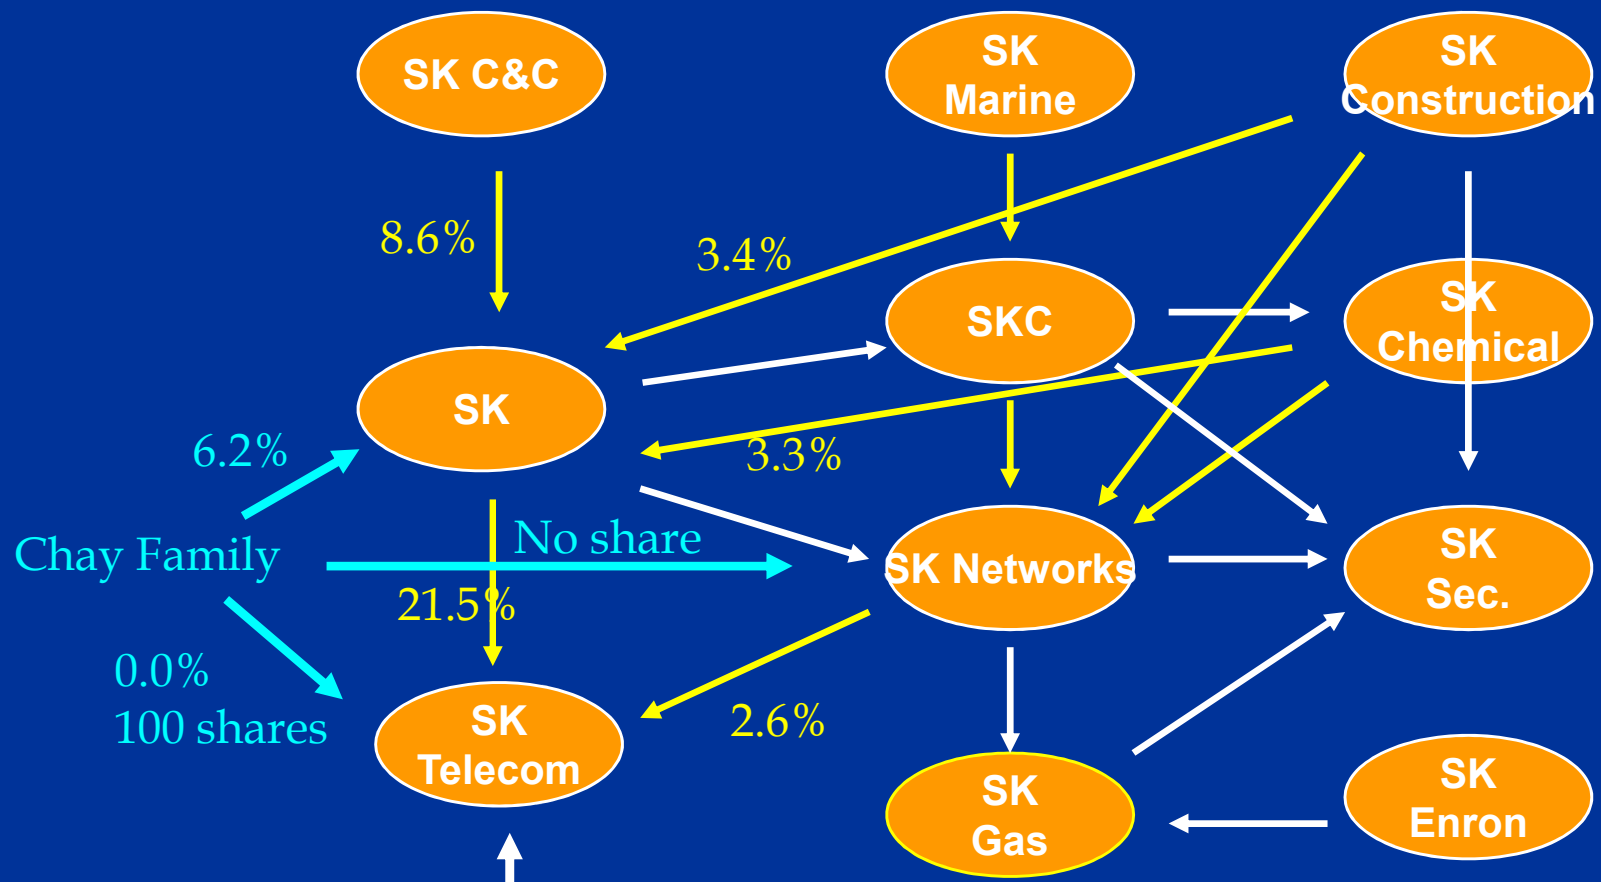 SK C&C
SK
Marine
SK
Construction
8.6%
3.4%
SKC
SK
Chemical
SK
6.2%
3.3%
Chay Family
No share
SK Networks
SK
Sec.
21.5%
0.0%
100 shares
2.6%
SK
Telecom
SK
Gas
SK
Enron